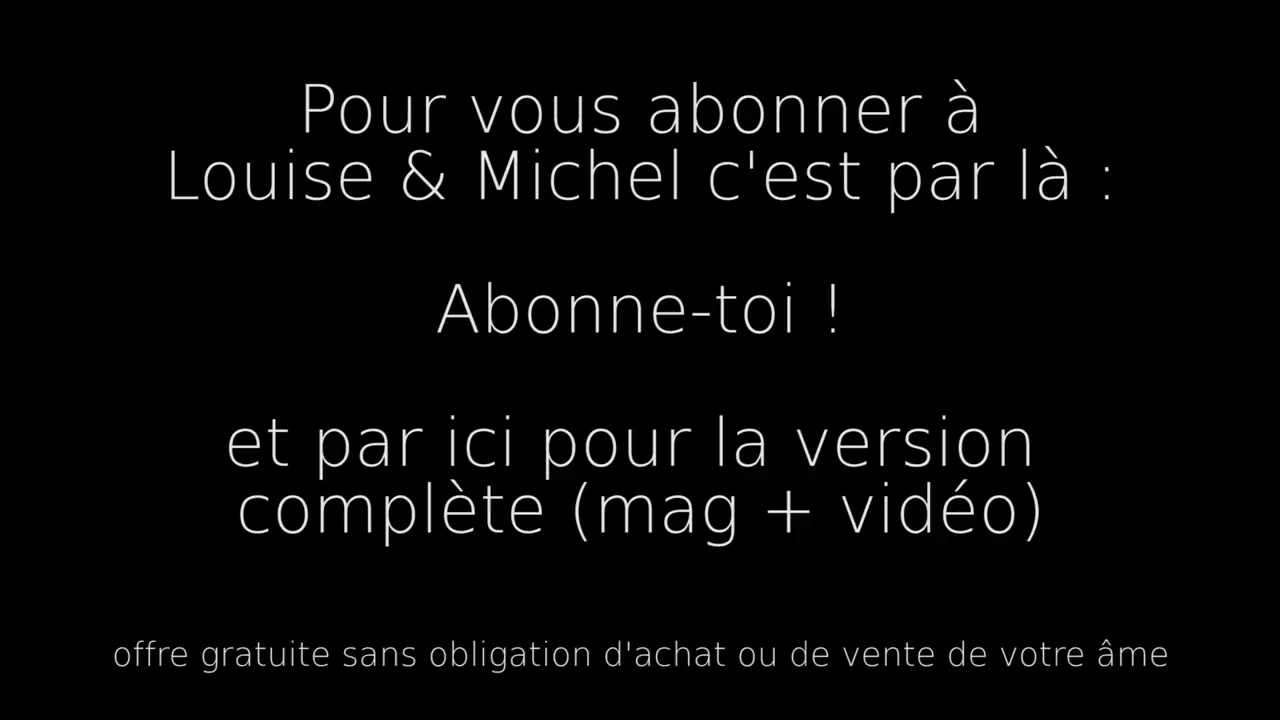 Pour vous abonner à
Louise & Michel c'est par là :
Abonne-toi !
et par ici pour la version
complète (mag + vidéo)
offre gratuite sans obligation d'achat ou de vente de votre âme